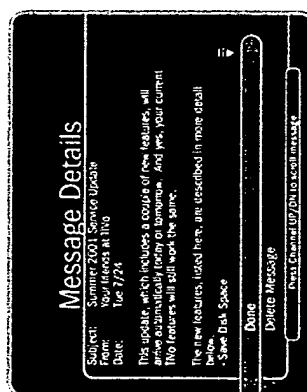 Message Details
Subject: Summer 2001 Service Update
From: Your friends at TiVo
Date: Tue 7/24
This update, which includes a couple of new features, will
arrive automatically today or tomorrow. And yes, your current
TiVo features will still work the same.
The new features, listed here, are described in more detail
below.
- Save Disk Space
Done
Delete Message
Press Channel UP/DN to scroll message